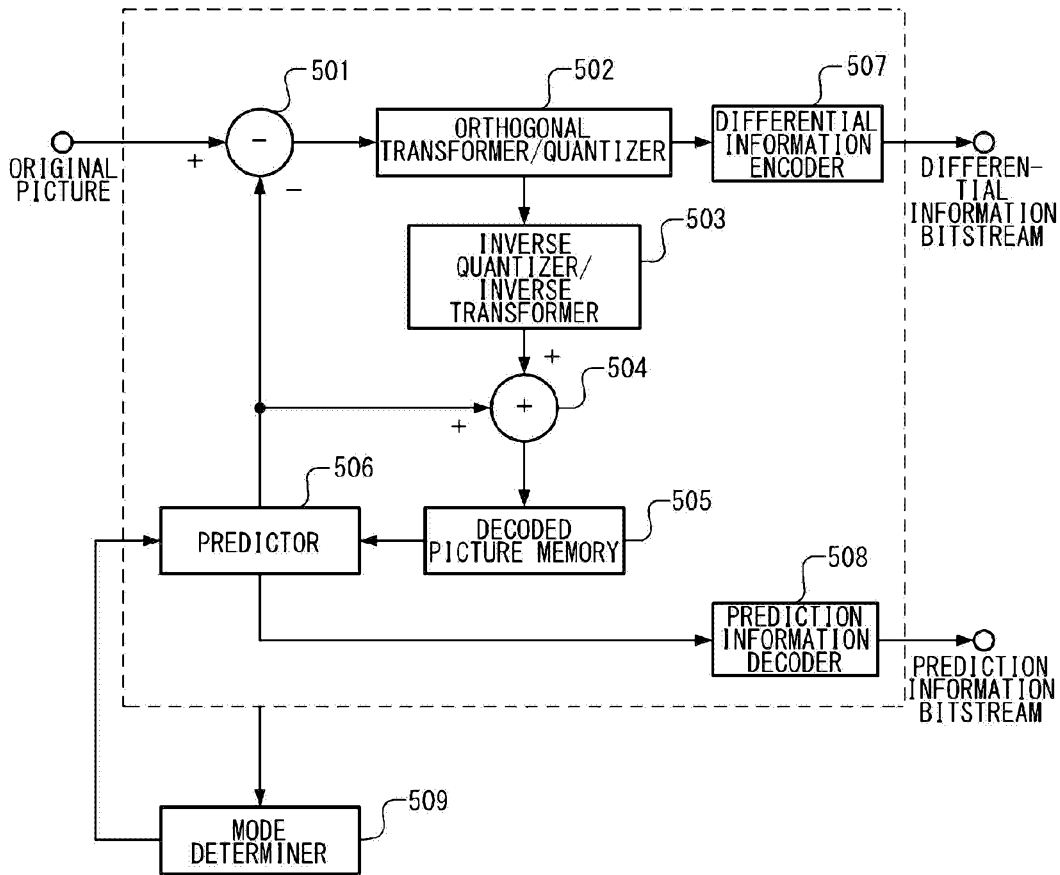 501
502
507
ORIGINAL
PICTURE
+
−
−
ORTHOGONAL
TRANSFORMER/QUANTIZER
DIFFERENTIAL
INFORMATION
ENCODER
DIFFEREN-
TIAL
INFORMATION
BITSTREAM
503
INVERSE
QUANTIZER/
INVERSE
TRANSFORMER
+
504
+
+
506
PREDICTOR
505
DECODED
PICTURE MEMORY
508
PREDICTION
INFORMATION
DECODER
PREDICTION
INFORMATION
BITSTREAM
509
MODE
DETERMINER